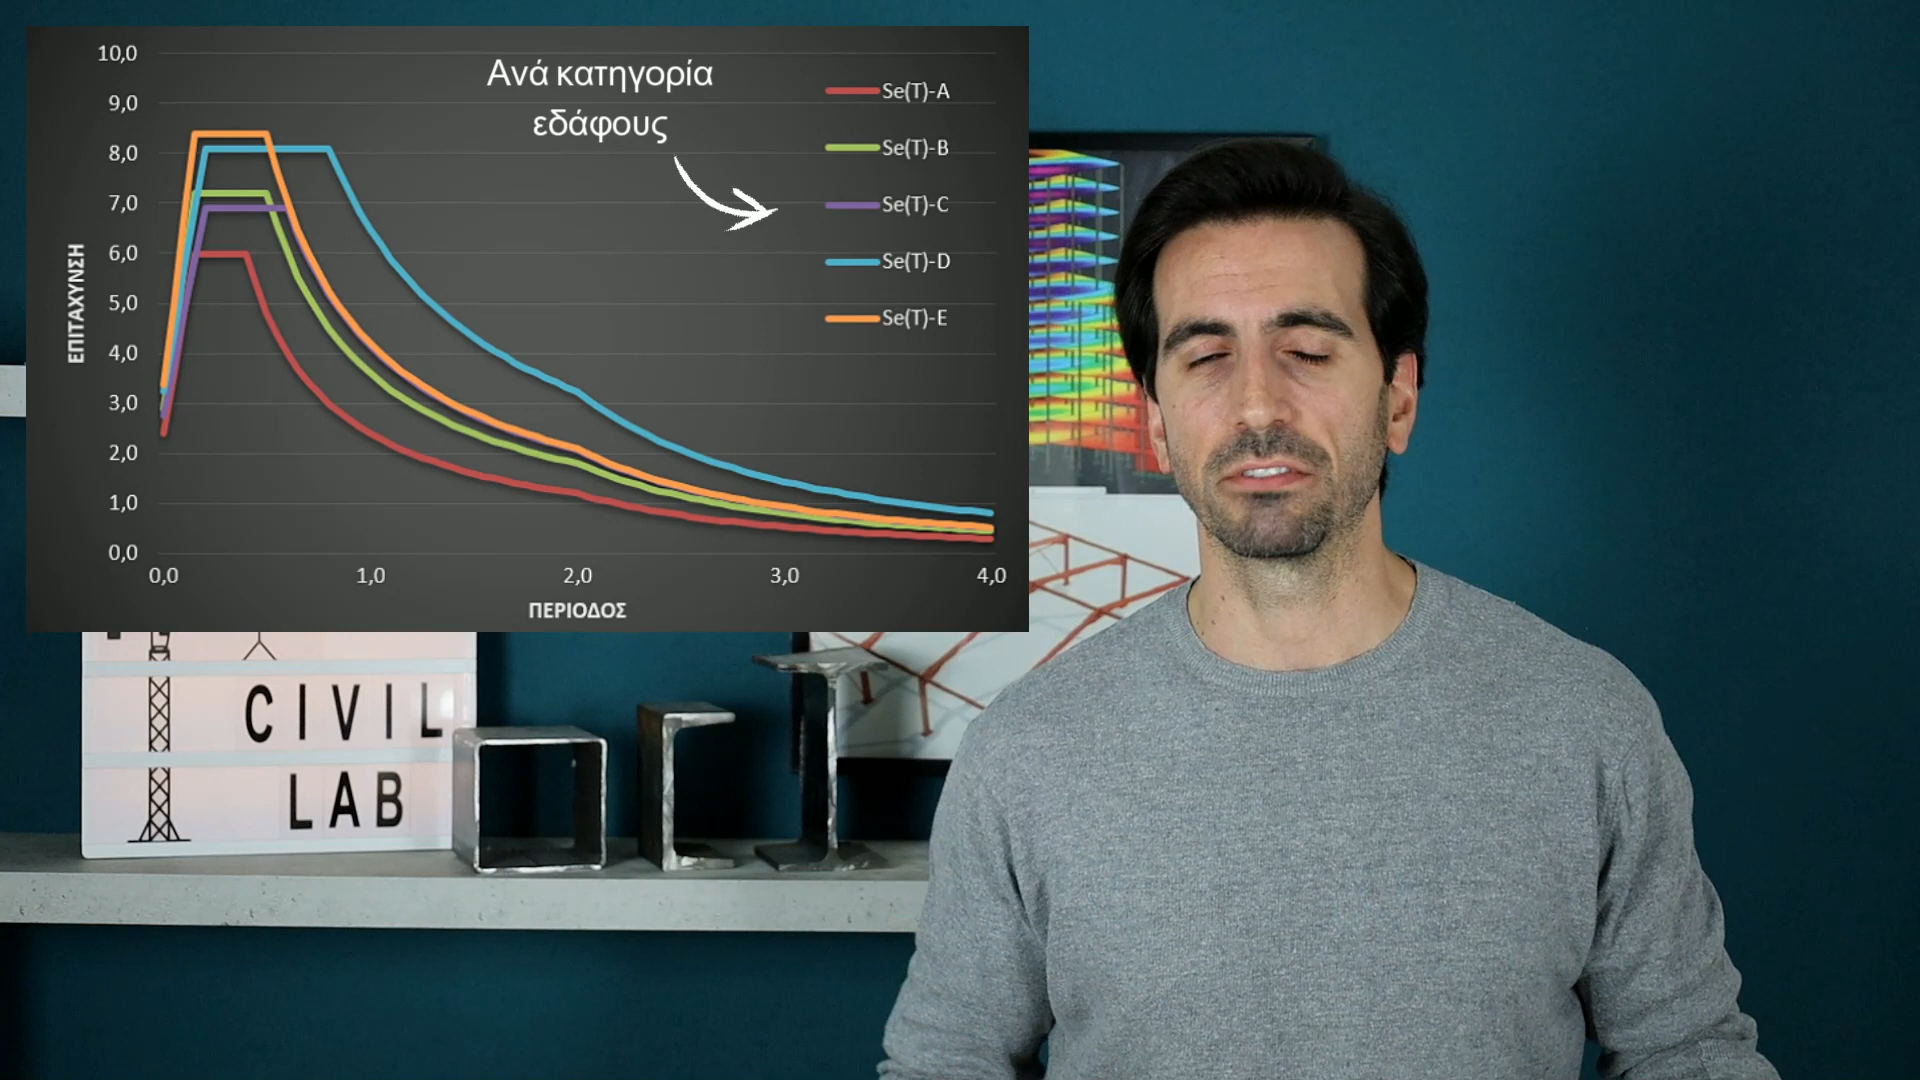 10,0
9,0
8,0
7,0
6,0
5,0
4,0
3,0
2,0
1,0
0,0
ΕΠΙΤΑΧΥΝΣΗ
Ανά κατηγορία
εδάφους
Se(T)-A
Se(T)-B
Se(T)-C
Se(T)-D
Se(T)-E
0,0 1,0 2,0 3,0 4,0
ΠΕΡΙΟΔΟΣ
CIVIL
LAB